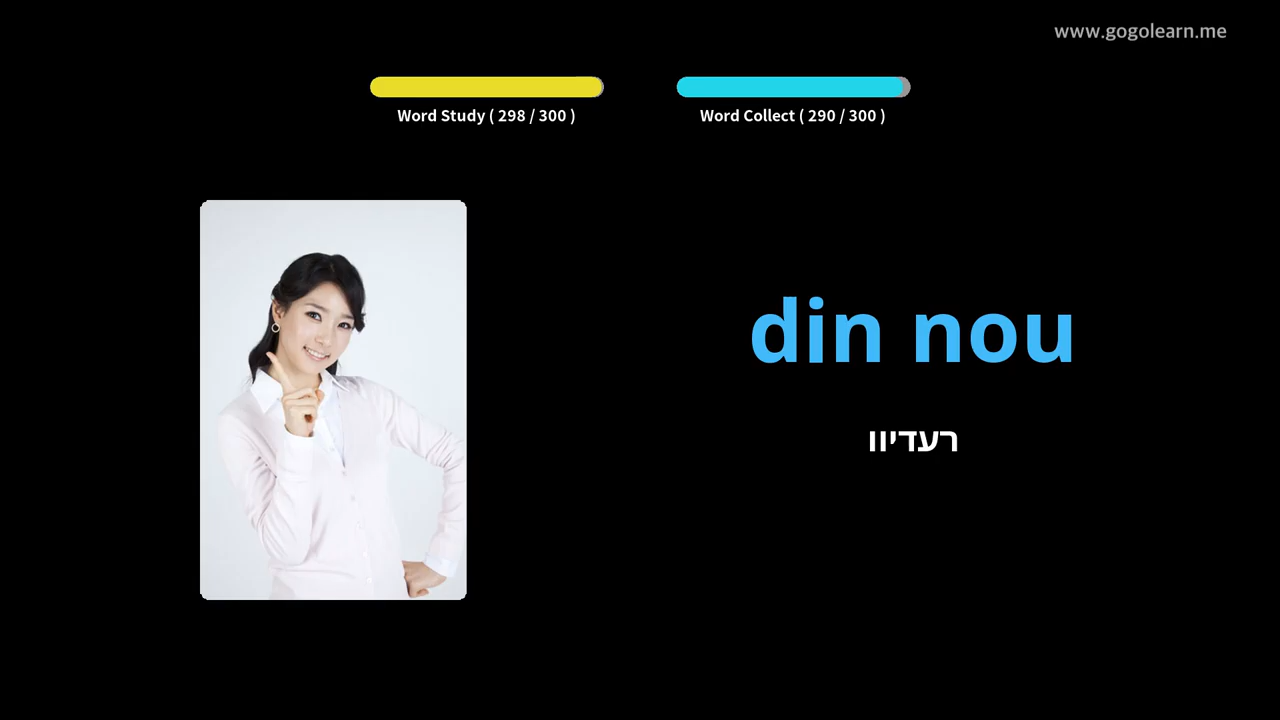 www.gogolearn.me
Word Study ( 298 / 300 )
Word Collect ( 290 / 300 )
din nou
רעדיוו